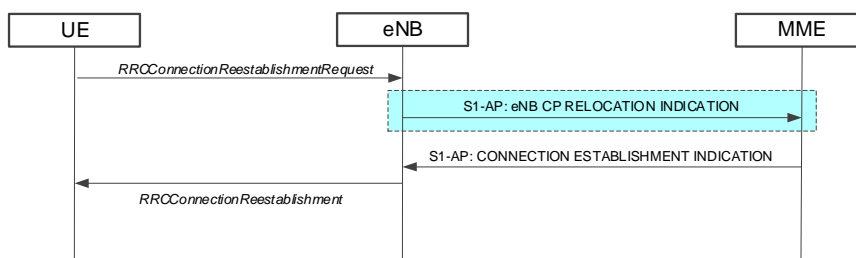 UE
eNB
MME
RRCConnectionReestablishmentRequest
S1-AP: eNB CP RELOCATION INDICATION
S1-AP: CONNECTION ESTABLISHMENT INDICATION
RRCConnectionReestablishment